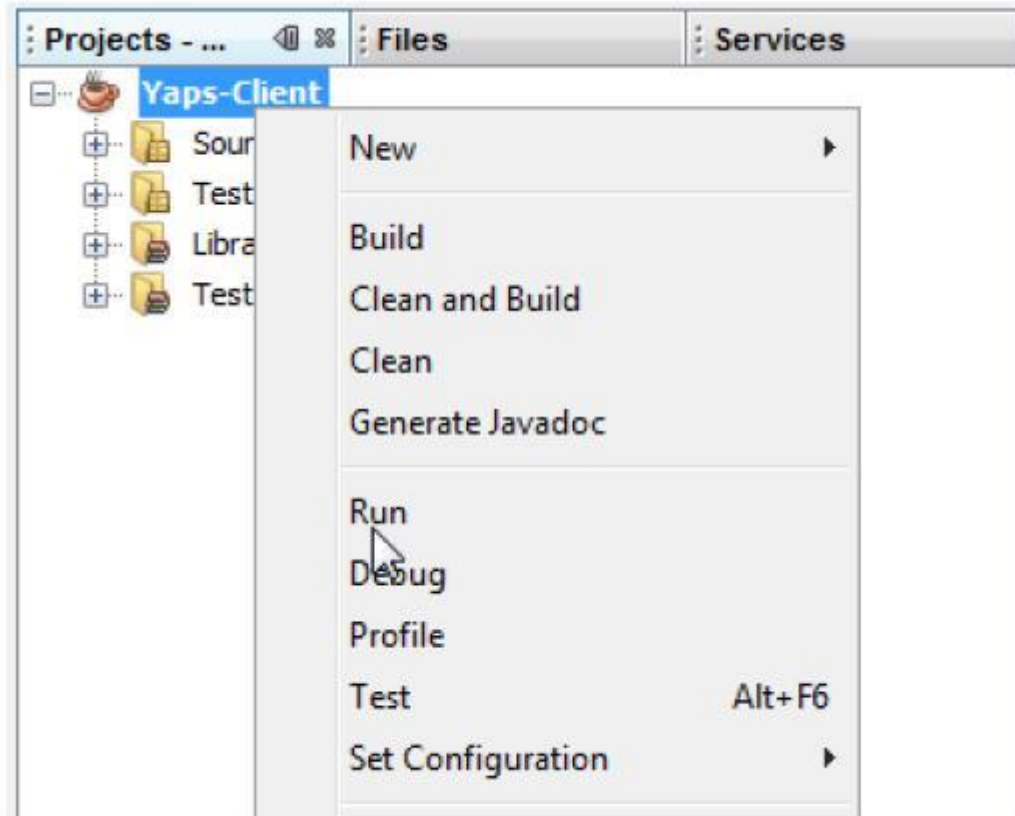 Projects - ... Files Services
Yaps-Client
Sour
Test
Libra
Test
New
Build
Clean and Build
Clean
Generate Javadoc
Run
Debug
Profile
Test Alt+F6
Set Configuration